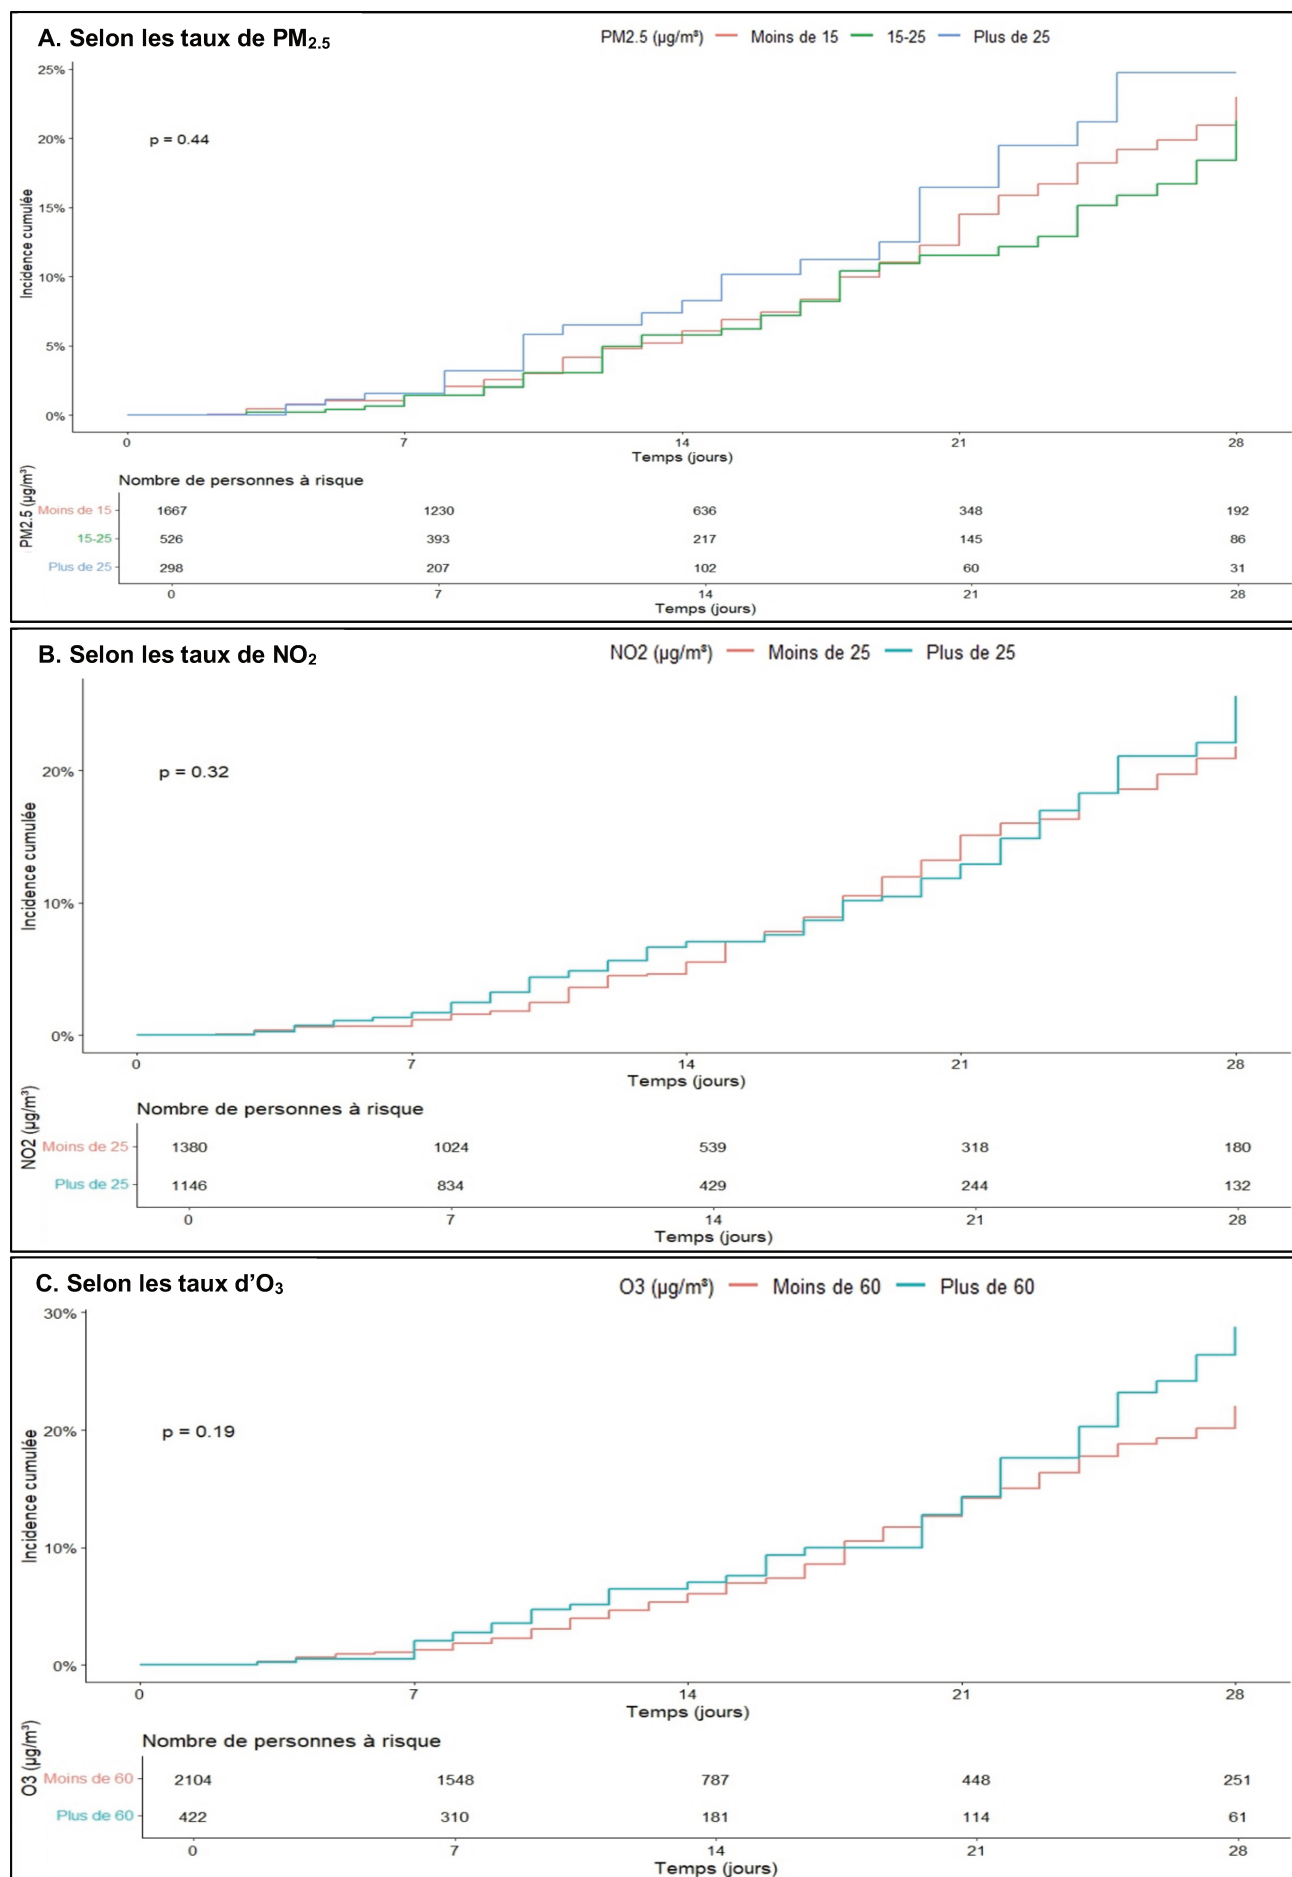 A. Selon les taux de PM₂.₅
PM2.5 (µg/m³) Moins de 15 15-25 Plus de 25
25%
20%
15%
10%
5%
0%
Incidence cumulée
p = 0.44
0 7 14 21 28
Temps (jours)
Nombre de personnes à risque
PM2.5 (µg/m³)
Moins de 15 1667 1230 636 348 192
15-25 526 393 217 145 86
Plus de 25 298 207 102 60 31
0 7 14 21 28
Temps (jours)
B. Selon les taux de NO₂
NO2 (µg/m³) Moins de 25 Plus de 25
20%
10%
0%
Incidence cumulée
p = 0.32
0 7 14 21 28
Temps (jours)
Nombre de personnes à risque
NO2 (µg/m³)
Moins de 25 1380 1024 539 318 180
Plus de 25 1146 834 429 244 132
0 7 14 21 28
Temps (jours)
C. Selon les taux d’O₃
O3 (µg/m³) Moins de 60 Plus de 60
30%
20%
10%
0%
Incidence cumulée
p = 0.19
0 7 14 21 28
Temps (jours)
Nombre de personnes à risque
O3 (µg/m³)
Moins de 60 2104 1548 787 448 251
Plus de 60 422 310 181 114 61
0 7 14 21 28
Temps (jours)